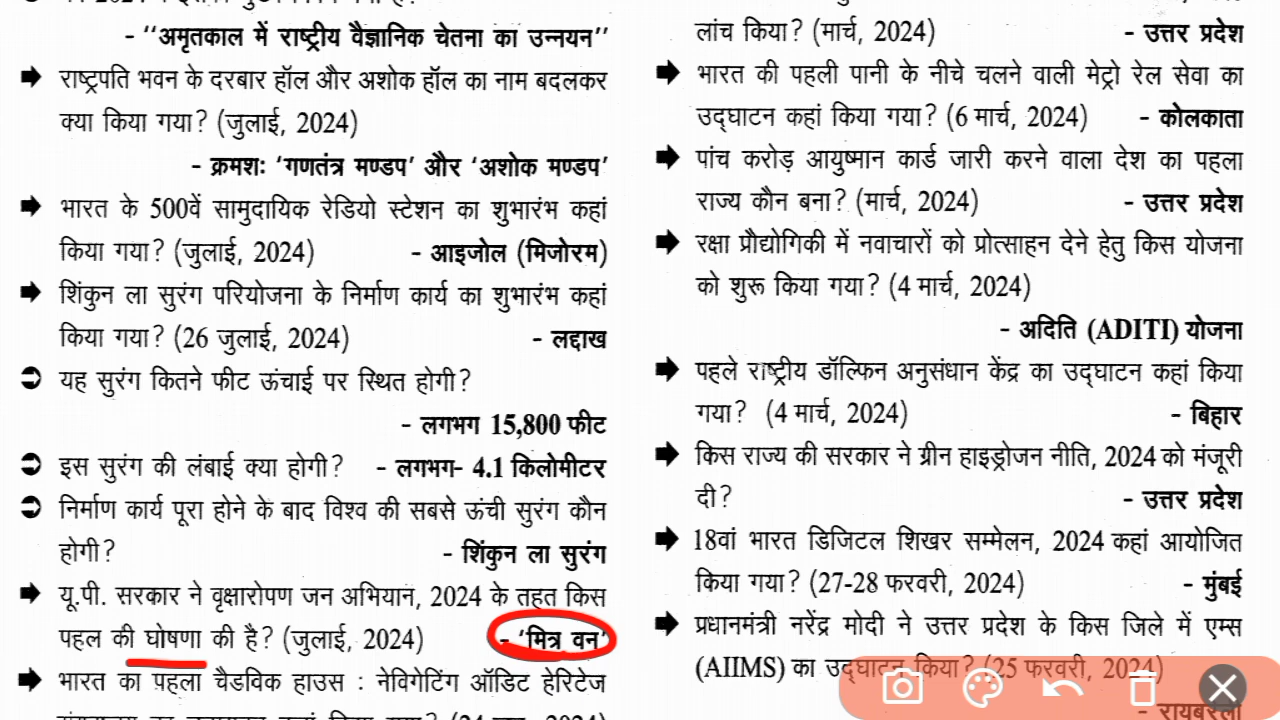 - ''अमृतकाल में राष्ट्रीय वैज्ञानिक चेतना का उन्नयन''
राष्ट्रपति भवन के दरबार हॉल और अशोक हॉल का नाम बदलकर
क्या किया गया? (जुलाई, 2024)
- क्रमशः 'गणतंत्र मण्डप' और 'अशोक मण्डप'
भारत के 500वें सामुदायिक रेडियो स्टेशन का शुभारंभ कहां
किया गया? (जुलाई, 2024) - आइजोल (मिजोरम)
शिंकुन ला सुरंग परियोजना के निर्माण कार्य का शुभारंभ कहां
किया गया? (26 जुलाई, 2024) - लद्दाख
यह सुरंग कितने फीट ऊंचाई पर स्थित होगी?
- लगभग 15,800 फीट
इस सुरंग की लंबाई क्या होगी? - लगभग- 4.1 किलोमीटर
निर्माण कार्य पूरा होने के बाद विश्व की सबसे ऊंची सुरंग कौन
होगी? - शिंकुन ला सुरंग
यू.पी. सरकार ने वृक्षारोपण जन अभियान, 2024 के तहत किस
पहल की घोषणा की है? (जुलाई, 2024) - 'मित्र वन'
भारत का पहला चैडविक हाउस : नेविगेटिंग ऑडिट हेरिटेज
लांच किया? (मार्च, 2024) - उत्तर प्रदेश
भारत की पहली पानी के नीचे चलने वाली मेट्रो रेल सेवा का
उद्घाटन कहां किया गया? (6 मार्च, 2024) - कोलकाता
पांच करोड़ आयुष्मान कार्ड जारी करने वाला देश का पहला
राज्य कौन बना? (मार्च, 2024) - उत्तर प्रदेश
रक्षा प्रौद्योगिकी में नवाचारों को प्रोत्साहन देने हेतु किस योजना
को शुरू किया गया? (4 मार्च, 2024)
- अदिति (ADITI) योजना
पहले राष्ट्रीय डॉल्फिन अनुसंधान केंद्र का उद्घाटन कहां किया
गया? (4 मार्च, 2024) - बिहार
किस राज्य की सरकार ने ग्रीन हाइड्रोजन नीति, 2024 को मंजूरी
दी? - उत्तर प्रदेश
18वां भारत डिजिटल शिखर सम्मेलन, 2024 कहां आयोजित
किया गया? (27-28 फरवरी, 2024) - मुंबई
प्रधानमंत्री नरेंद्र मोदी ने उत्तर प्रदेश के किस जिले में एम्स
(AIIMS) का उद्घाटन किया? (25 फरवरी, 2024)
- रायबरेली